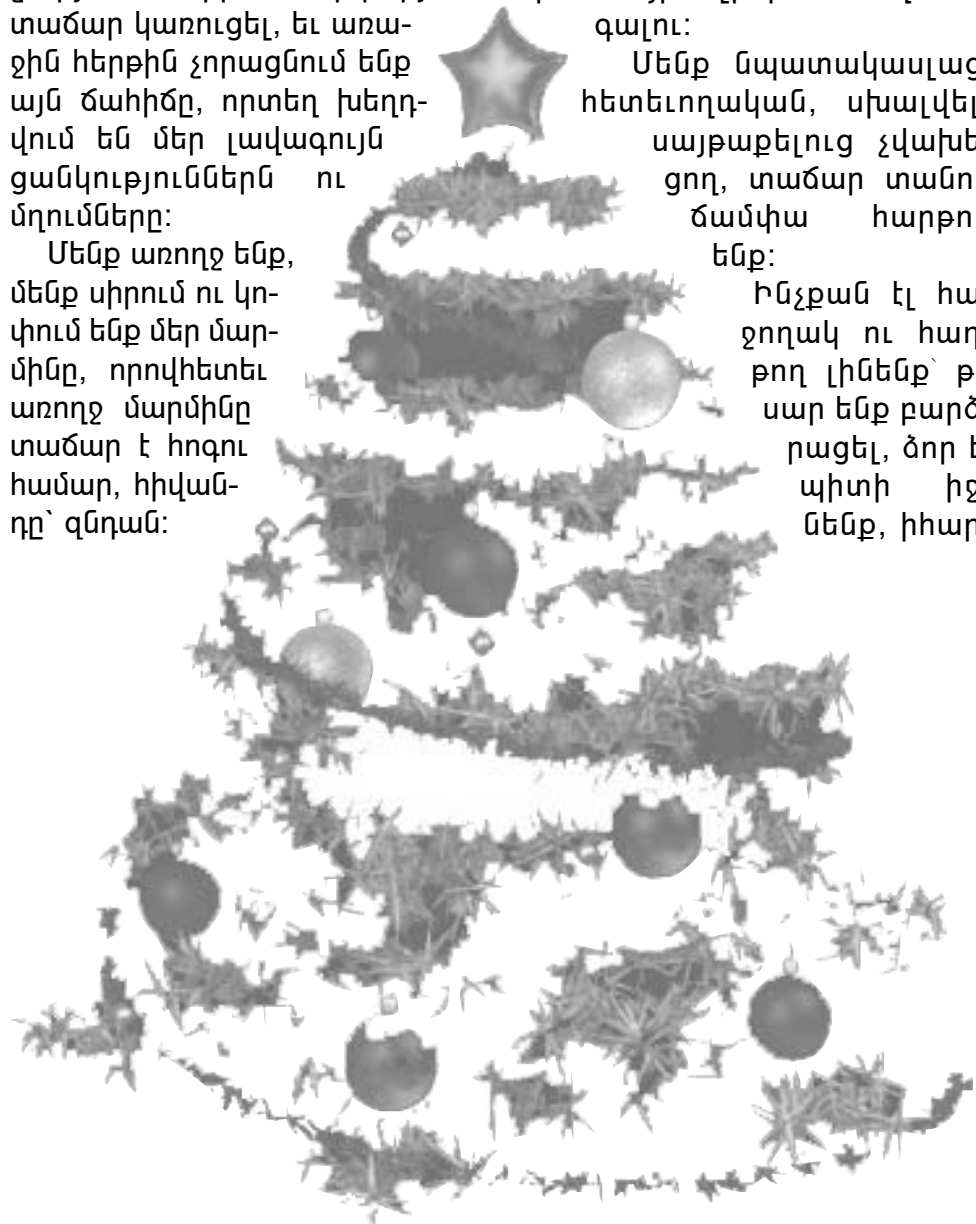 տաճար կառուցել, եւ առա-
ջին հերթին չորացնում ենք
այն ճահիճը, որտեղ խեղդ-
վում են մեր լավագույն
ցանկություններն ու
մղումները:
Մենք առողջ ենք,
մենք սիրում ու կո-
փում ենք մեր մար-
մինը, որովհետեւ
առողջ մարմինը
տաճար է հոգու
համար, հիվան-
դը՝ զնդան:
գալու:
Մենք նպատակասլաց
հետեւողական, սխալվել
սայթաքելուց չվախե
ցող, տաճար տանո
ճամփա հարթո
ենք:
Ինչքան էլ հա
ջողակ ու հաղ
թող լինենք՝ թ
սար ենք բարձ
րացել, ձոր է
պիտի իջ
նենք, իհար